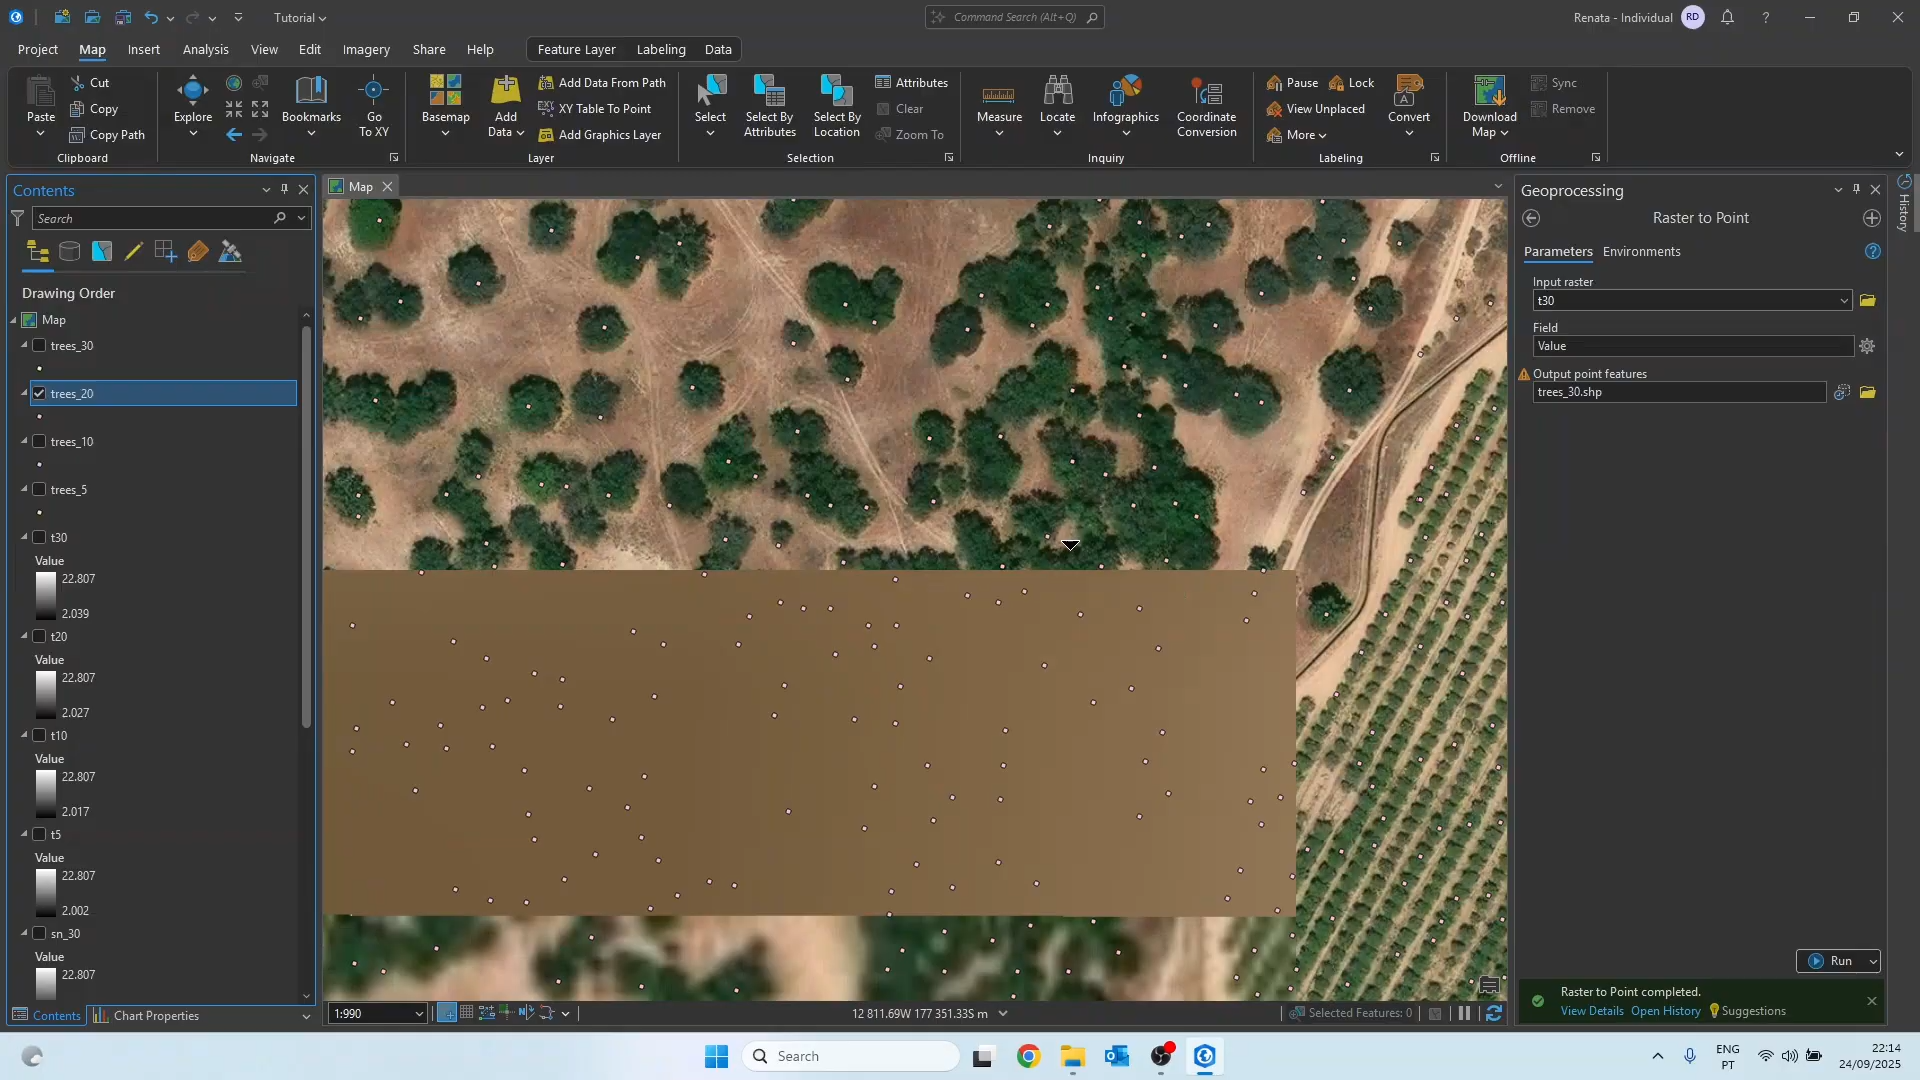 Tutorial
Command Search (Alt+Q)
Renata - Individual
RD
Project
Map
Insert
Analysis
View
Edit
Imagery
Share
Help
Feature Layer
Labeling
Data
Paste
Cut
Copy
Copy Path
Clipboard
Explore
Bookmarks
Go
To XY
Navigate
Basemap
Add
Data
Add Data From Path
XY Table To Point
Add Graphics Layer
Layer
Select
Select By
Attributes
Select By
Location
Attributes
Clear
Zoom To
Selection
Measure
Locate
Infographics
Coordinate
Conversion
Inquiry
Pause
Lock
View Unplaced
More
Convert
Labeling
Download
Map
Sync
Remove
Offline
Contents
Search
Drawing Order
Map
trees_30
trees_20
trees_10
trees_5
t30
Value
22.807
2.039
t20
Value
22.807
2.027
t10
Value
22.807
2.017
t5
Value
22.807
2.002
sn_30
Value
22.807
Contents
Chart Properties
Map
1:990
12 811.69W 177 351.33S m
Selected Features: 0
Geoprocessing
Raster to Point
Parameters
Environments
Input raster
t30
Field
Value
Output point features
trees_30.shp
Run
Raster to Point completed.
View Details
Open History
Suggestions
History
Search
ENG
PT
22:14
24/09/2025